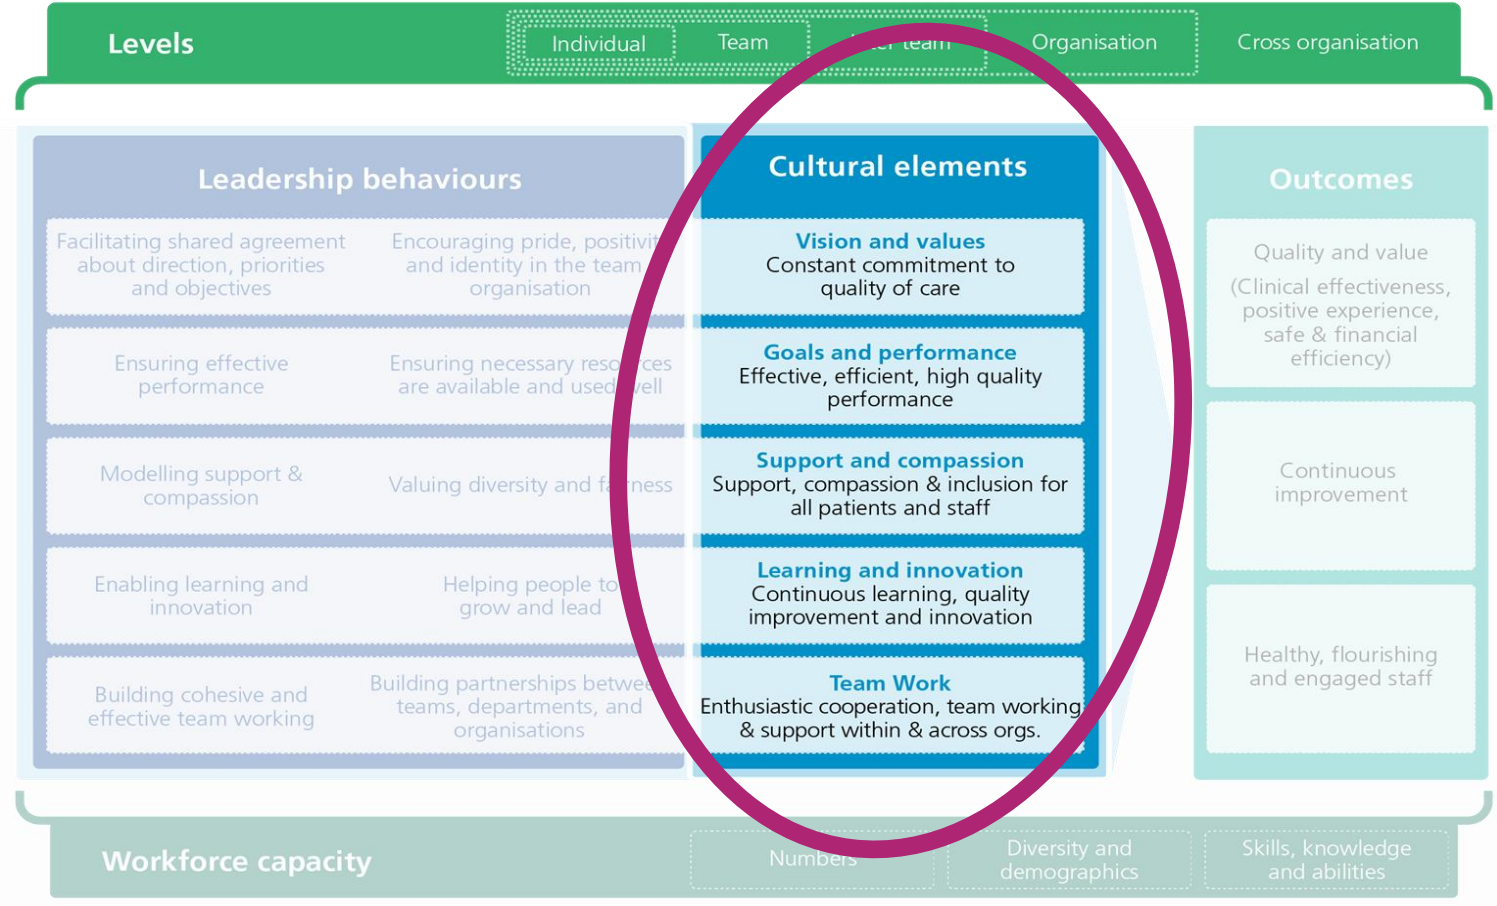 Levels
Individual
Team
Inter team
Organisation
Cross organisation
Leadership behaviours
Facilitating shared agreement
about direction, priorities
and objectives
Encouraging pride, positivity
and identity in the team
organisation
Ensuring effective
performance
Ensuring necessary resources
are available and used well
Modelling support &
compassion
Valuing diversity and fairness
Enabling learning and
innovation
Helping people to
grow and lead
Building cohesive and
effective team working
Building partnerships between
teams, departments, and
organisations
Cultural elements
Vision and values
Constant commitment to
quality of care
Goals and performance
Effective, efficient, high quality
performance
Support and compassion
Support, compassion & inclusion for
all patients and staff
Learning and innovation
Continuous learning, quality
improvement and innovation
Team Work
Enthusiastic cooperation, team working
& support within & across orgs.
Outcomes
Quality and value
(Clinical effectiveness,
positive experience,
safe & financial
efficiency)
Continuous
improvement
Healthy, flourishing
and engaged staff
Workforce capacity
Numbers
Diversity and
demographics
Skills, knowledge
and abilities